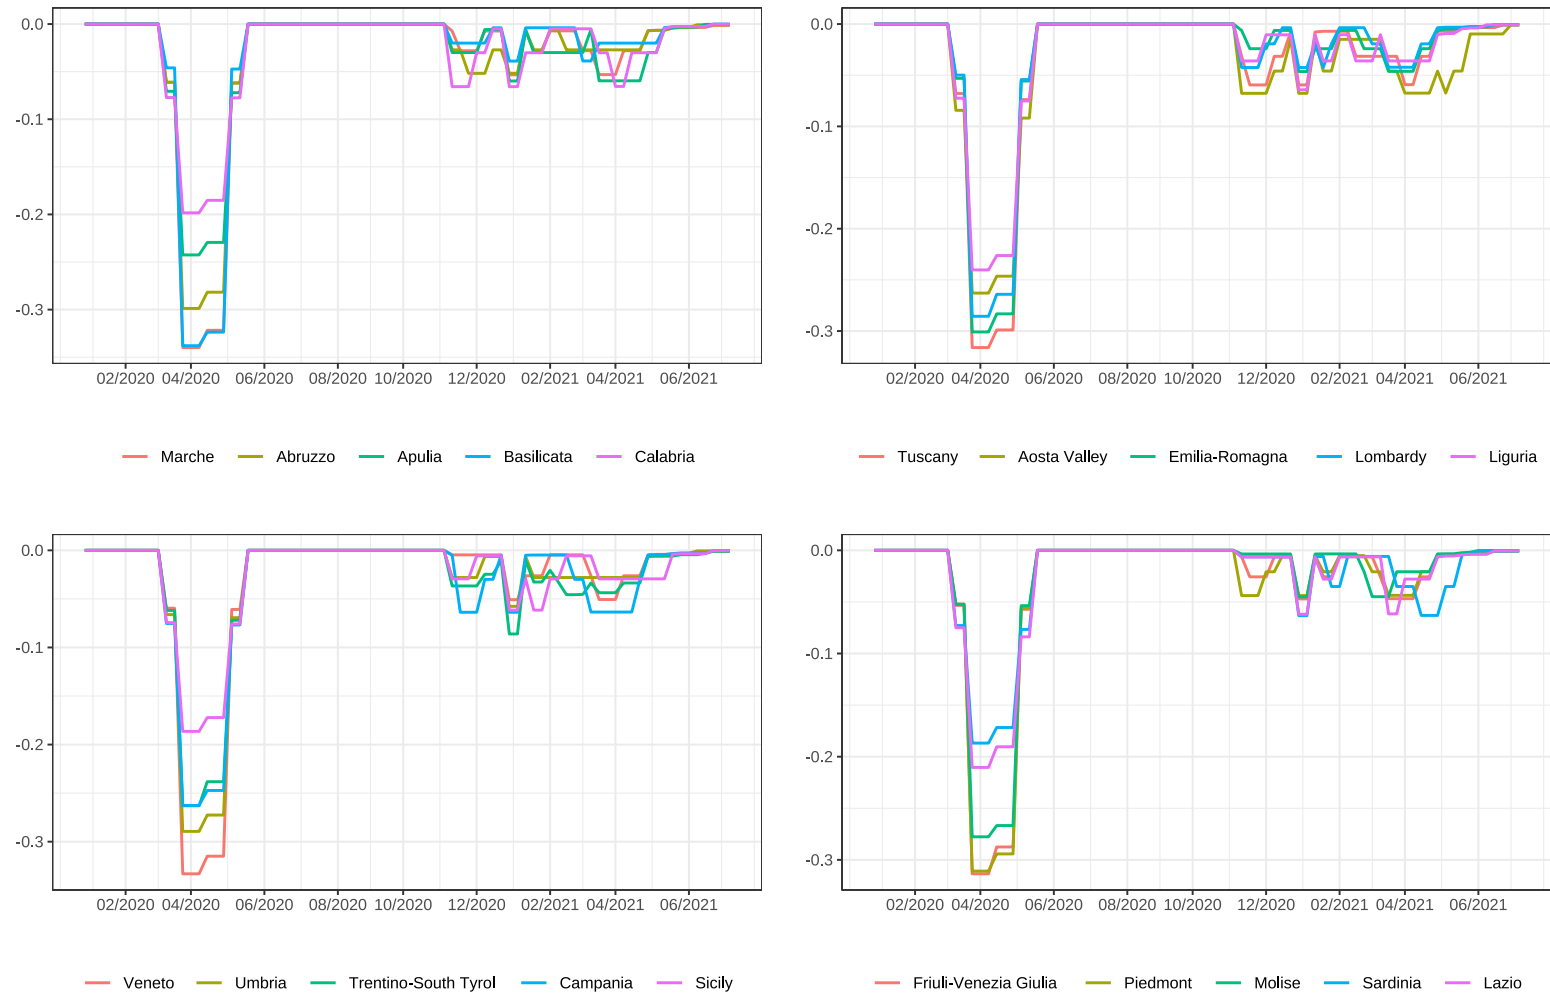 0.0
-0.1
-0.2
-0.3
02/2020 04/2020 06/2020 08/2020 10/2020 12/2020 02/2021 04/2021 06/2021
Marche Abruzzo Apulia Basilicata Calabria
0.0
-0.1
-0.2
-0.3
02/2020 04/2020 06/2020 08/2020 10/2020 12/2020 02/2021 04/2021 06/2021
Tuscany Aosta Valley Emilia-Romagna Lombardy Liguria
0.0
-0.1
-0.2
-0.3
02/2020 04/2020 06/2020 08/2020 10/2020 12/2020 02/2021 04/2021 06/2021
Veneto Umbria Trentino-South Tyrol Campania Sicily
0.0
-0.1
-0.2
-0.3
02/2020 04/2020 06/2020 08/2020 10/2020 12/2020 02/2021 04/2021 06/2021
Friuli-Venezia Giulia Piedmont Molise Sardinia Lazio